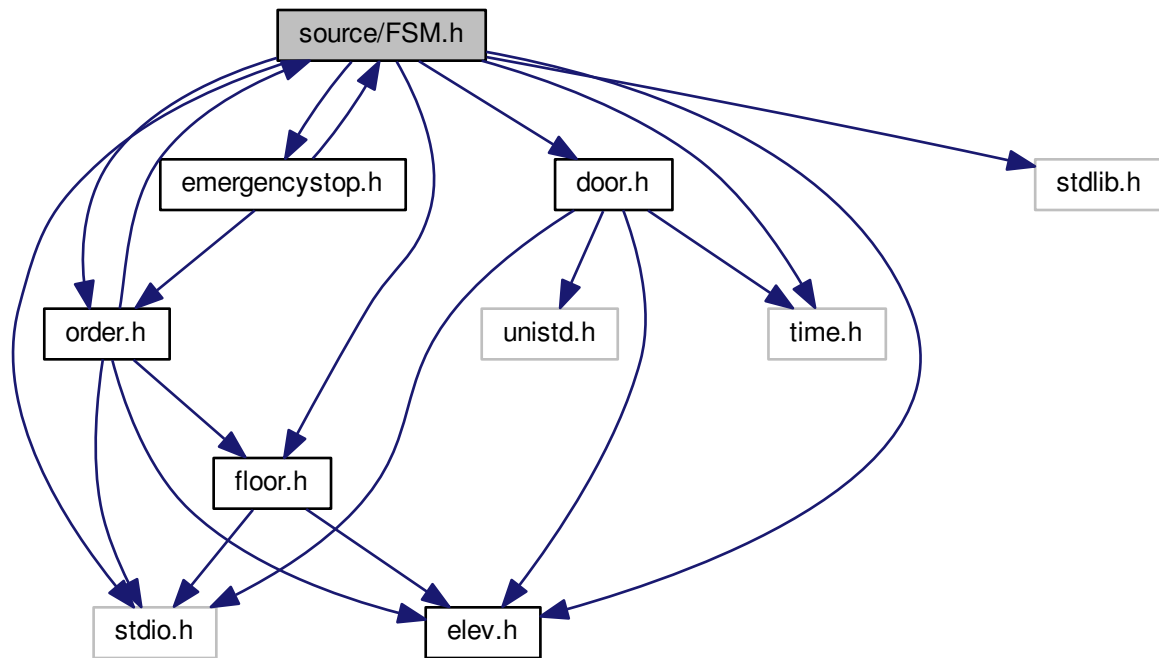 source/FSM.h
emergencystop.h
door.h
stdlib.h
order.h
unistd.h
time.h
floor.h
stdio.h
elev.h